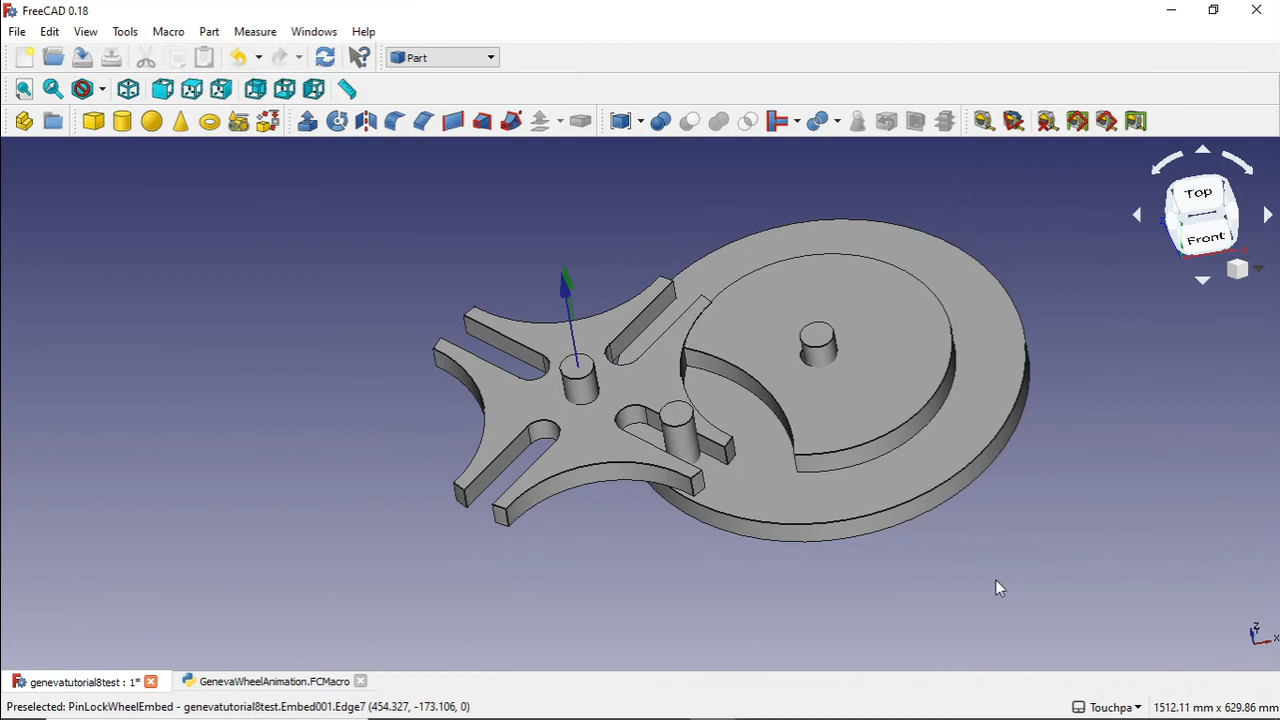 FreeCAD 0.18
File Edit View Tools Macro Part Measure Windows Help
Part
Top
Front
Z
X
genevatutorial8test : 1*
GenevaWheelAnimation.FCMacro
Preselected: PinLockWheelEmbed - genevatutorial8test.Embed001.Edge7 (454.327, -173.106, 0)
Touchpa
1512.11 mm x 629.86 mm